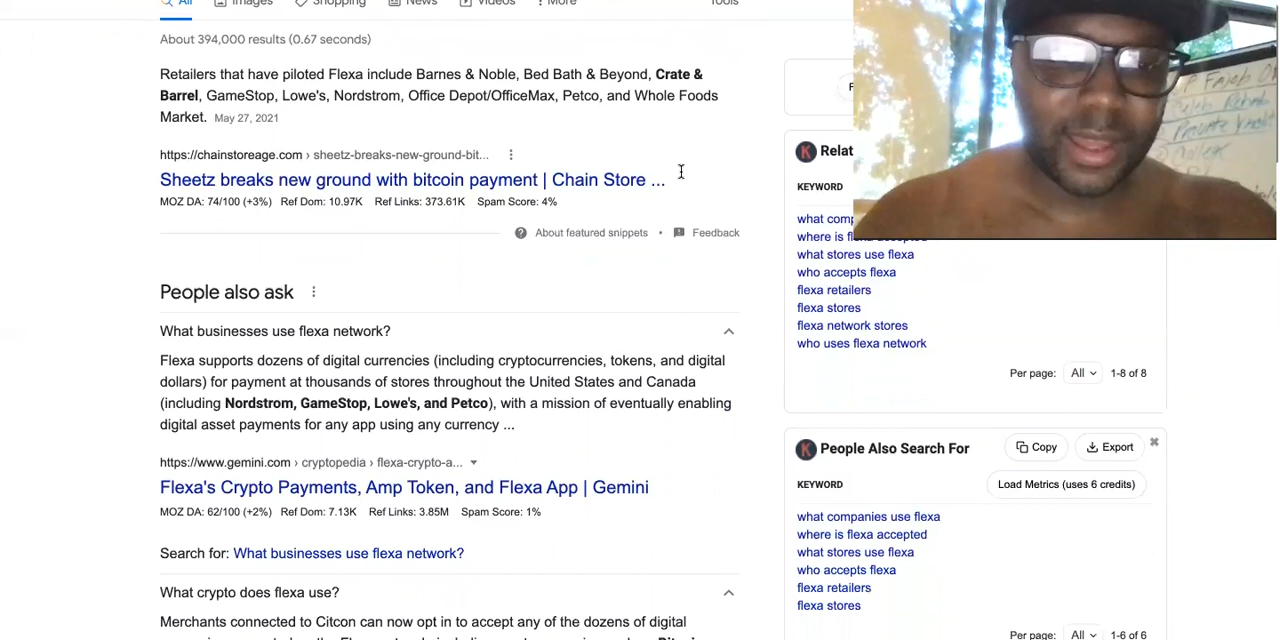 All Images Shopping News Videos More Tools
About 394,000 results (0.67 seconds)
Retailers that have piloted Flexa include Barnes & Noble, Bed Bath & Beyond, Crate &
Barrel, GameStop, Lowe's, Nordstrom, Office Depot/OfficeMax, Petco, and Whole Foods
Market. May 27, 2021
https://chainstoreage.com › sheetz-breaks-new-ground-bit...
Sheetz breaks new ground with bitcoin payment | Chain Store ...
MOZ DA: 74/100 (+3%) Ref Dom: 10.97K Ref Links: 373.61K Spam Score: 4%
About featured snippets • Feedback
People also ask
What businesses use flexa network?
Flexa supports dozens of digital currencies (including cryptocurrencies, tokens, and digital
dollars) for payment at thousands of stores throughout the United States and Canada
(including Nordstrom, GameStop, Lowe's, and Petco), with a mission of eventually enabling
digital asset payments for any app using any currency ...
https://www.gemini.com › cryptopedia › flexa-crypto-a...
Flexa's Crypto Payments, Amp Token, and Flexa App | Gemini
MOZ DA: 62/100 (+2%) Ref Dom: 7.13K Ref Links: 3.85M Spam Score: 1%
Search for: What businesses use flexa network?
What crypto does flexa use?
Merchants connected to Citcon can now opt in to accept any of the dozens of digital
F
K Relat
KEYWORD
what comp
where is flexa accepted
what stores use flexa
who accepts flexa
flexa retailers
flexa stores
flexa network stores
who uses flexa network
Per page: All 1-8 of 8
K People Also Search For Copy Export
KEYWORD Load Metrics (uses 6 credits)
what companies use flexa
where is flexa accepted
what stores use flexa
who accepts flexa
flexa retailers
flexa stores
Per page: All 1-6 of 6